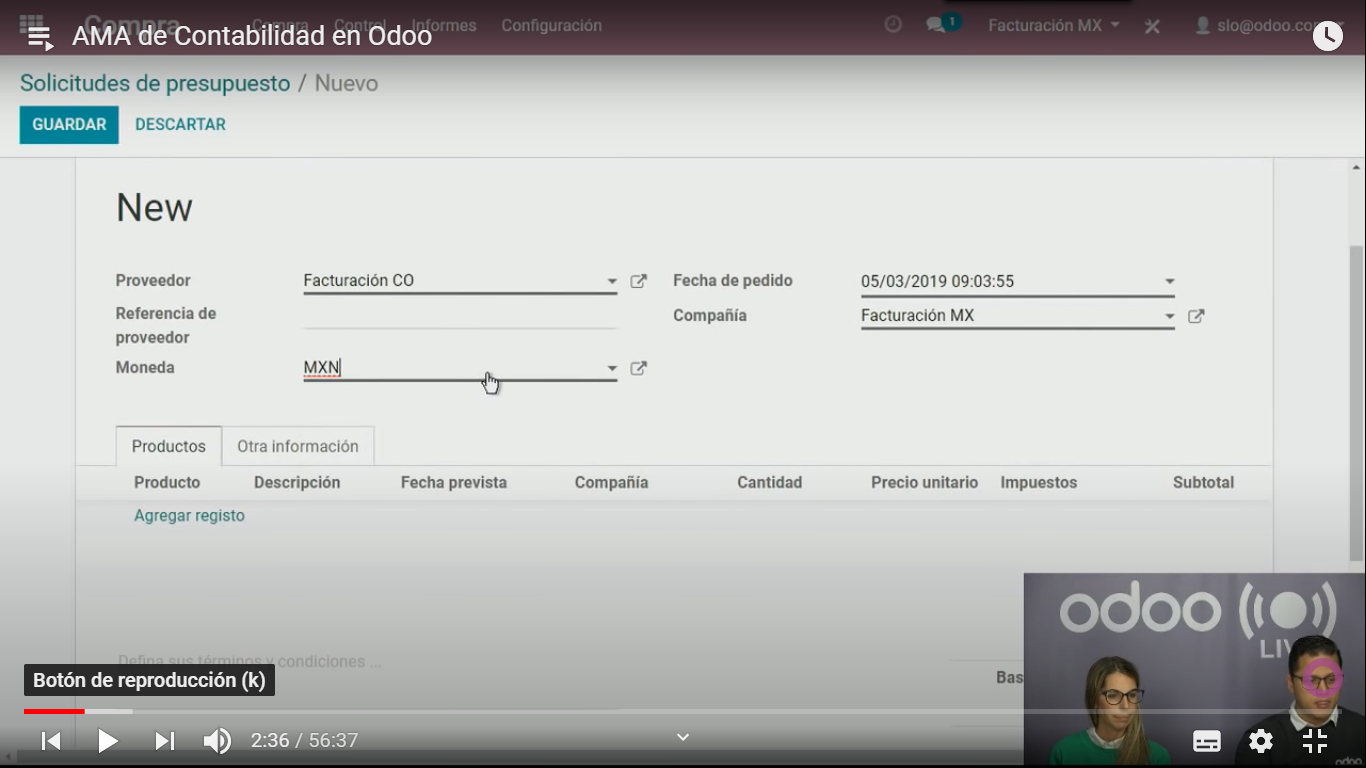 Compra
Compra Control Informes Configuración 1 Facturación MX slo@odoo.co
AMA de Contabilidad en Odoo
Solicitudes de presupuesto / Nuevo
GUARDAR DESCARTAR
New
Proveedor Facturación CO Fecha de pedido 05/03/2019 09:03:55
Referencia de proveedor Compañía Facturación MX
Moneda MXN
Productos Otra información
Producto Descripción Fecha prevista Compañía Cantidad Precio unitario Impuestos Subtotal
Agregar registo
odoo
LIVE
Defina sus términos y condiciones ...
Botón de reproducción (k)
Bas
2:36 / 56:37
odoo